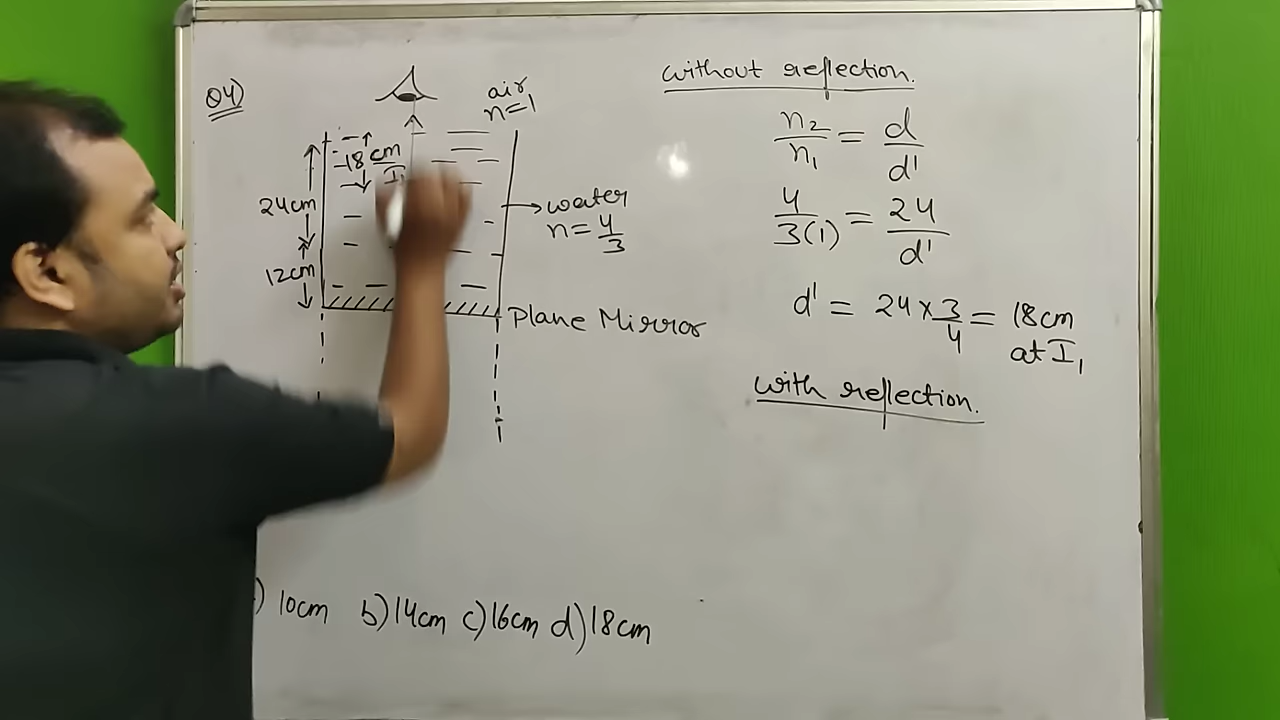 Q4)
air
n=1
18cm
I₁
24cm
12cm
water
n=4/3
Plane Mirror
without reflection.
n₂/n₁ = d/d'
4/3(1) = 24/d'
d' = 24×3/4 = 18cm
at I₁
with reflection.
) 10cm b) 14cm c) 16cm d) 18cm